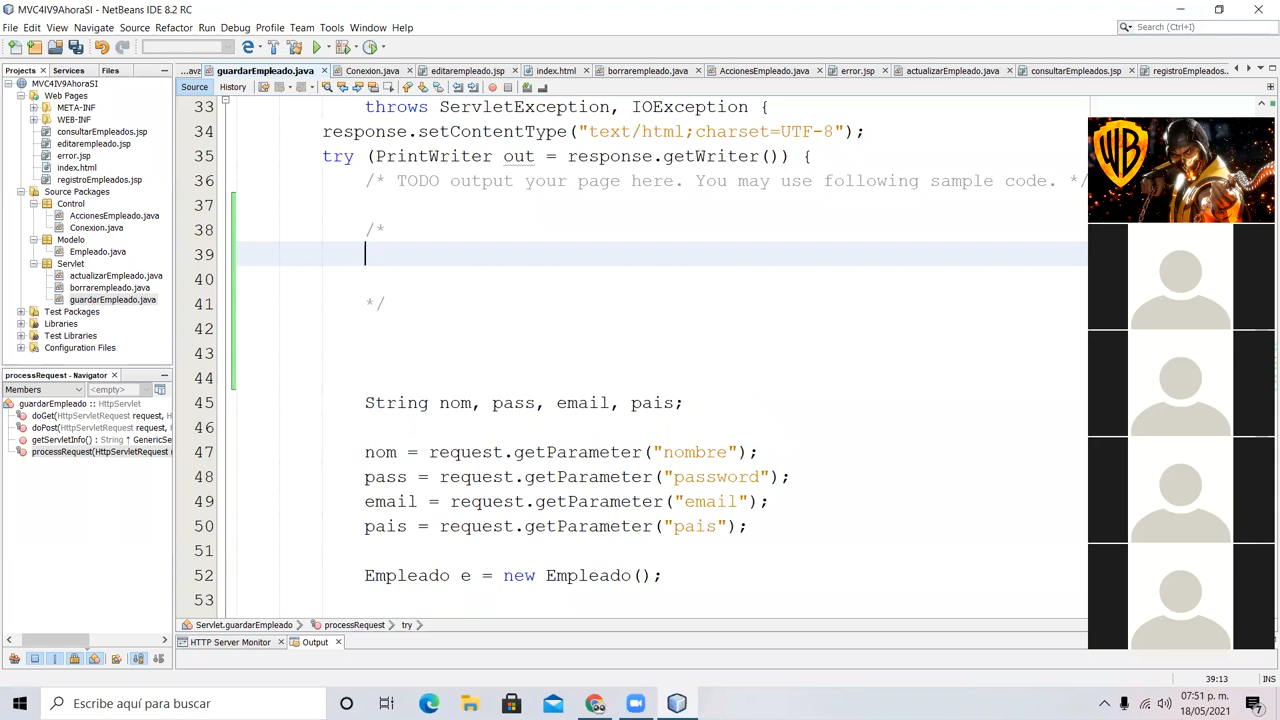 MVC4IV9AhoraSI - NetBeans IDE 8.2 RC
File Edit View Navigate Source Refactor Run Debug Profile Team Tools Window Help
Search (Ctrl+I)
Projects Services Files
...ava guardarEmpleado.java Conexion.java editarempleado.jsp index.html borrarempleado.java AccionesEmpleado.java error.jsp actualizarEmpleado.java consultarEmpleados.jsp registroEmple
Source History
MVC4IV9AhoraSI
Web Pages
META-INF
WEB-INF
consultarEmpleados.jsp
editarempleado.jsp
error.jsp
index.html
registroEmpleados.jsp
Source Packages
Control
AccionesEmpleado.java
Conexion.java
Modelo
Empleado.java
Servlet
actualizarEmpleado.java
borrarempleado.java
guardarEmpleado.java
Test Packages
Libraries
Test Libraries
Configuration Files
processRequest - Navigator
Members <empty>
guardarEmpleado :: HttpServlet
doGet(HttpServletRequest request, H
doPost(HttpServletRequest request,
getServletInfo() : String ↑ GenericSe
processRequest(HttpServletRequest
33 throws ServletException, IOException {
34 response.setContentType("text/html;charset=UTF-8");
35 try (PrintWriter out = response.getWriter()) {
36 /* TODO output your page here. You may use following sample code. */
37
38 /*
39
40
41 */
42
43
44
45 String nom, pass, email, pais;
46
47 nom = request.getParameter("nombre");
48 pass = request.getParameter("password");
49 email = request.getParameter("email");
50 pais = request.getParameter("pais");
51
52 Empleado e = new Empleado();
53
WB
Servlet.guardarEmpleado processRequest try
HTTP Server Monitor Output
39:13 INS
Escribe aquí para buscar
07:51 p. m.
18/05/2021
7